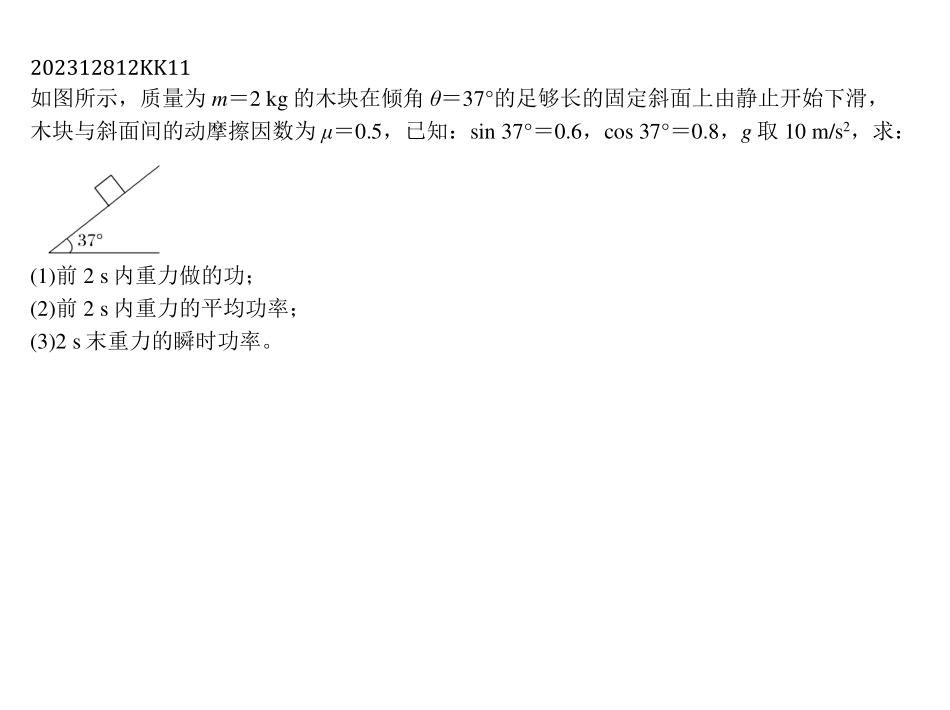 202312812KK11
如图所示，质量为 m＝2 kg 的木块在倾角 θ＝37°的足够长的固定斜面上由静止开始下滑，
木块与斜面间的动摩擦因数为 μ＝0.5，已知：sin 37°＝0.6，cos 37°＝0.8，g 取 10 m/s²，求：
37°
(1)前 2 s 内重力做的功；
(2)前 2 s 内重力的平均功率；
(3)2 s 末重力的瞬时功率。